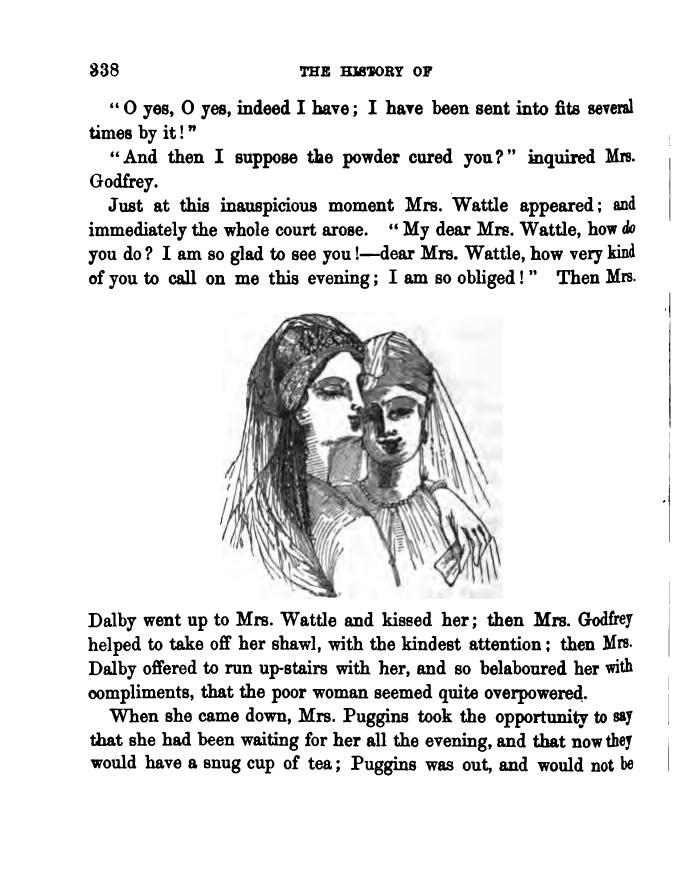 338 THE HISTORY OF
“O yes, O yes, indeed I have; I have been sent into fits several
times by it!”
“And then I suppose the powder cured you?” inquired Mrs.
Godfrey.
Just at this inauspicious moment Mrs. Wattle appeared; and
immediately the whole court arose. “My dear Mrs. Wattle, how do
you do? I am so glad to see you!—dear Mrs. Wattle, how very kind
of you to call on me this evening; I am so obliged!” Then Mrs.
Dalby went up to Mrs. Wattle and kissed her; then Mrs. Godfrey
helped to take off her shawl, with the kindest attention; then Mrs.
Dalby offered to run up-stairs with her, and so belaboured her with
compliments, that the poor woman seemed quite overpowered.
When she came down, Mrs. Puggins took the opportunity to say
that she had been waiting for her all the evening, and that now they
would have a snug cup of tea; Puggins was out, and would not be